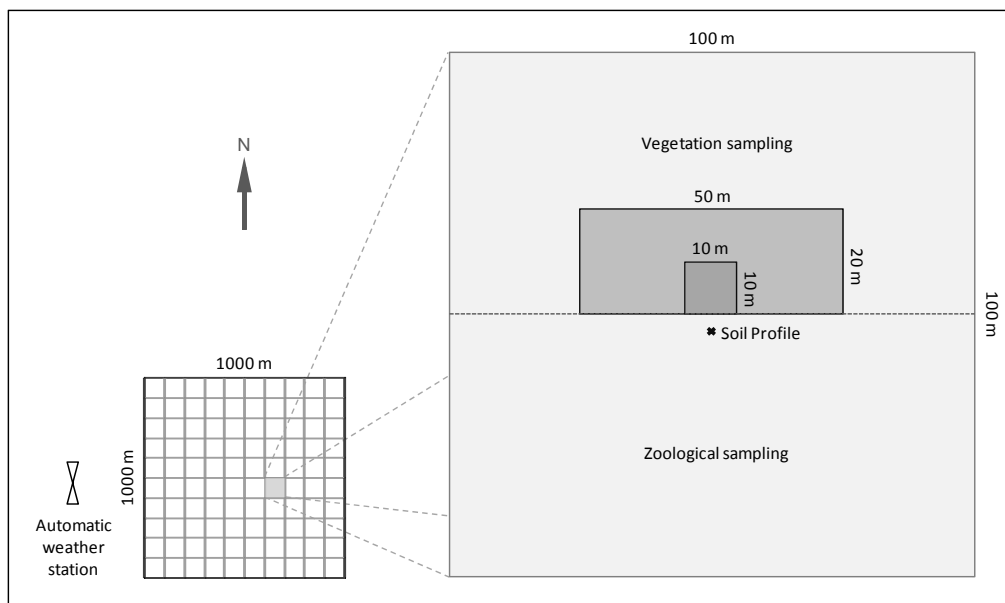 100 m
N
Vegetation sampling
50 m
10 m
10 m
20 m
100 m
Soil Profile
1000 m
1000 m
Zoological sampling
Automatic
weather
station